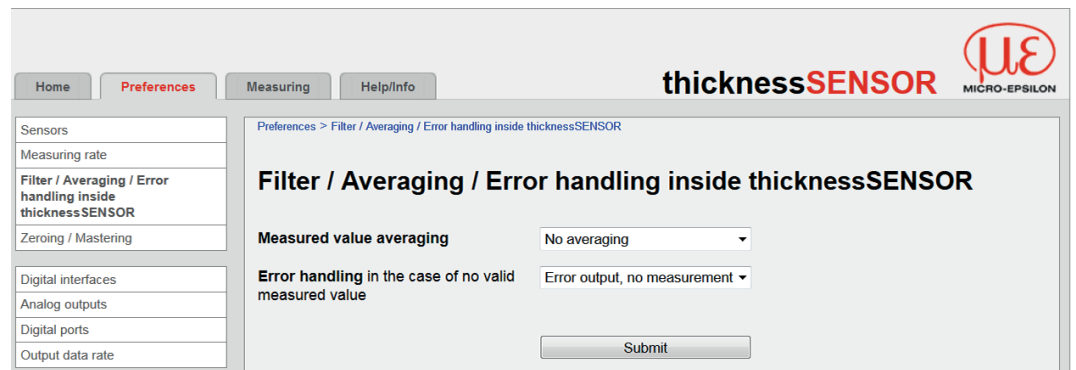 με
MICRO-EPSILON
thicknessSENSOR
Home
Preferences
Measuring
Help/Info
Sensors
Measuring rate
Filter / Averaging / Error
handling inside
thicknessSENSOR
Zeroing / Mastering
Digital interfaces
Analog outputs
Digital ports
Output data rate
Preferences > Filter / Averaging / Error handling inside thicknessSENSOR
Filter / Averaging / Error handling inside thicknessSENSOR
Measured value averaging
No averaging
Error handling in the case of no valid
measured value
Error output, no measurement
Submit